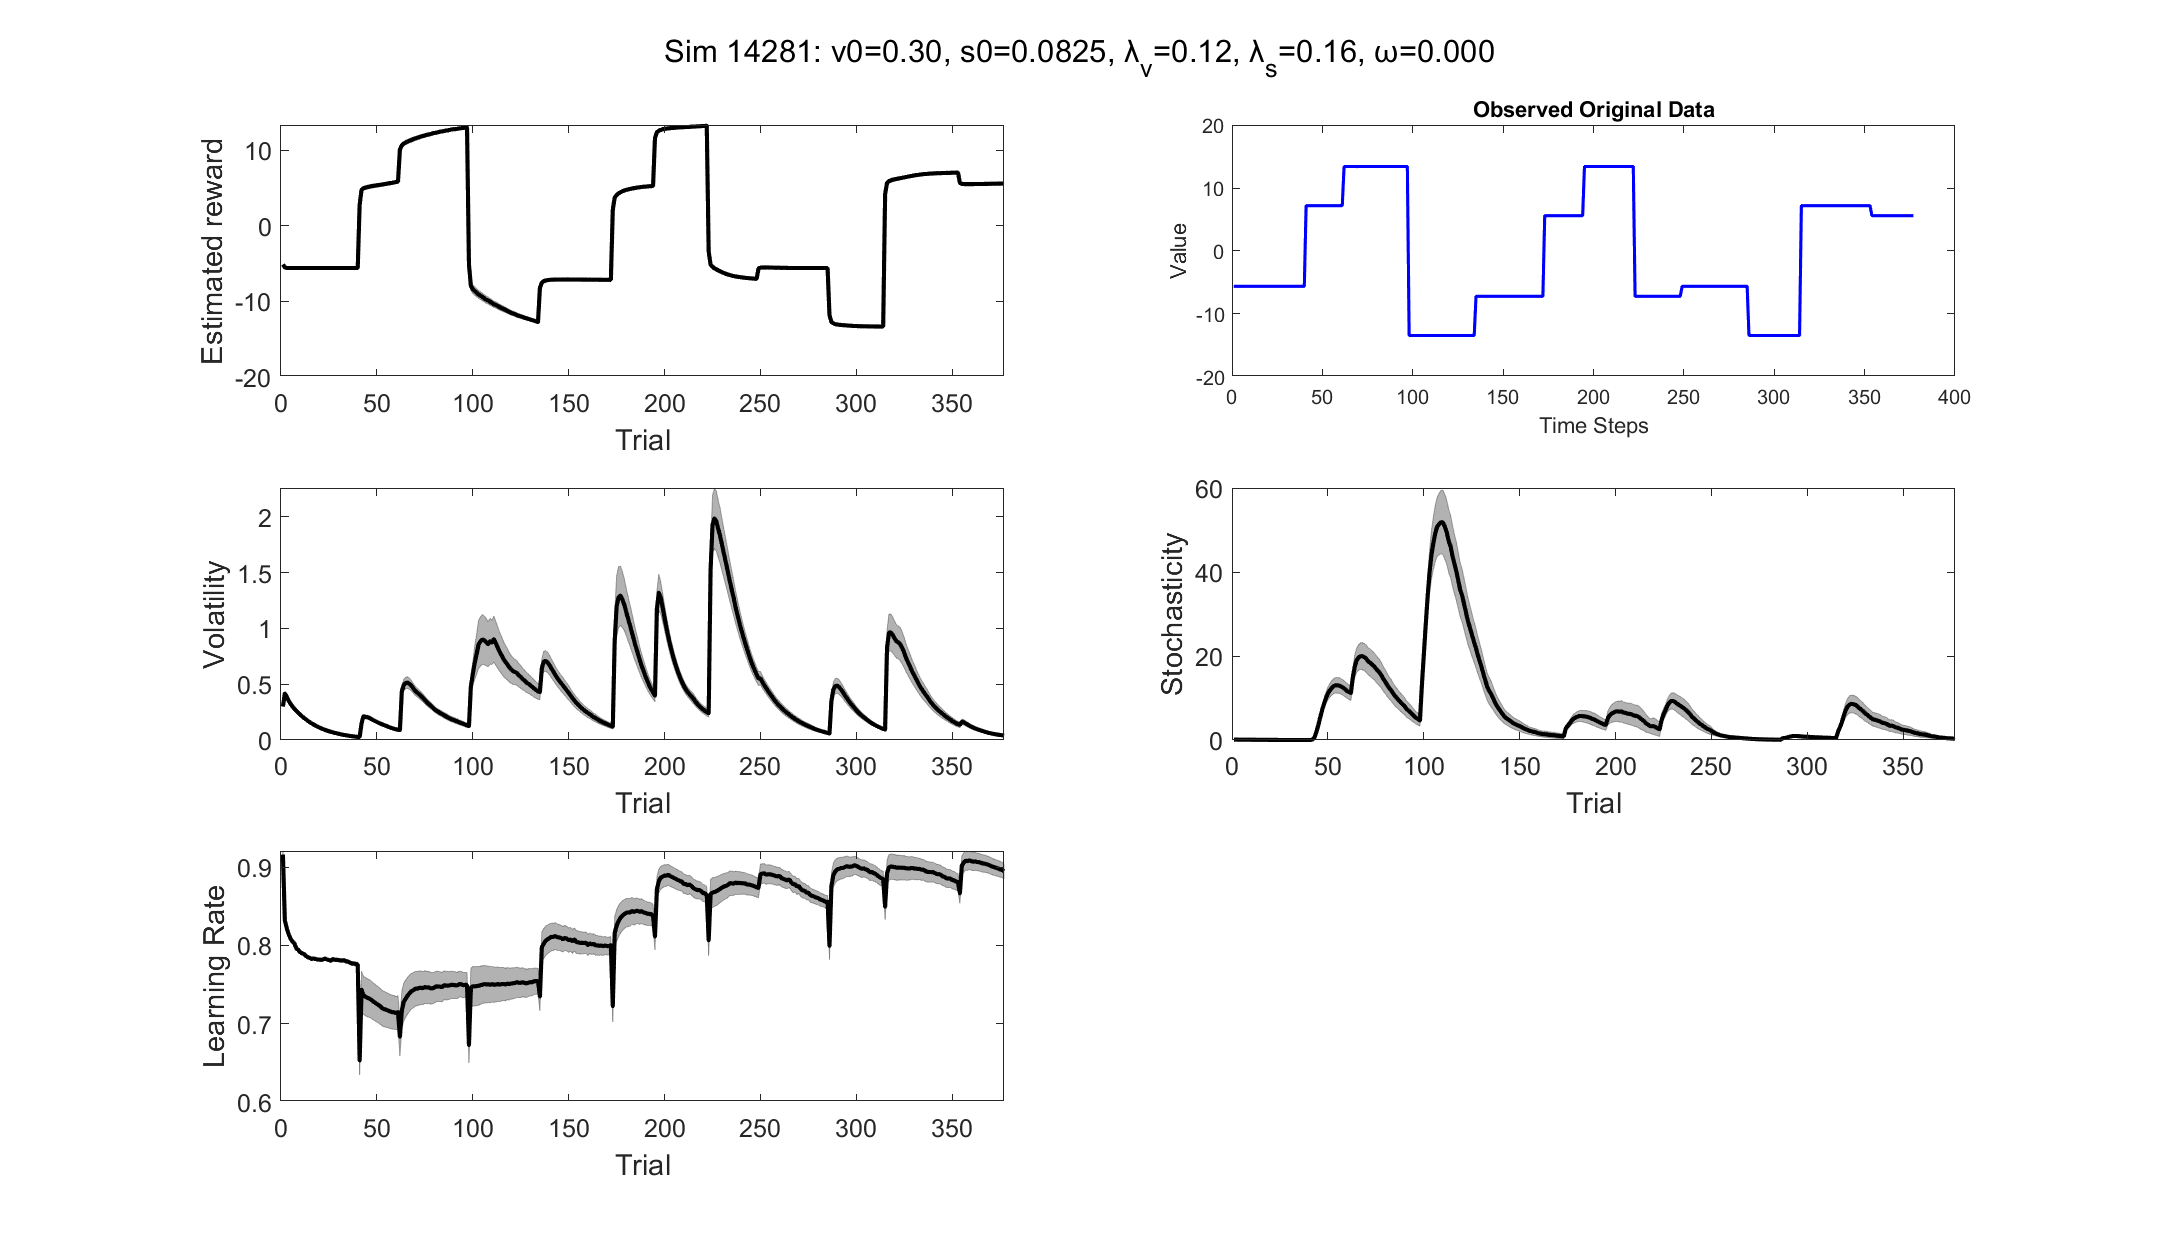 Sim 14281: v0=0.30, s0=0.0825, λv=0.12, λs=0.16, ω=0.000
Estimated reward
10
0
-10
-20
0 50 100 150 200 250 300 350
Trial
Observed Original Data
Value
20
10
0
-10
-20
0 50 100 150 200 250 300 350 400
Time Steps
Volatility
2
1.5
1
0.5
0
0 50 100 150 200 250 300 350
Trial
Stochasticity
60
40
20
0
0 50 100 150 200 250 300 350
Trial
Learning Rate
0.9
0.8
0.7
0.6
0 50 100 150 200 250 300 350
Trial